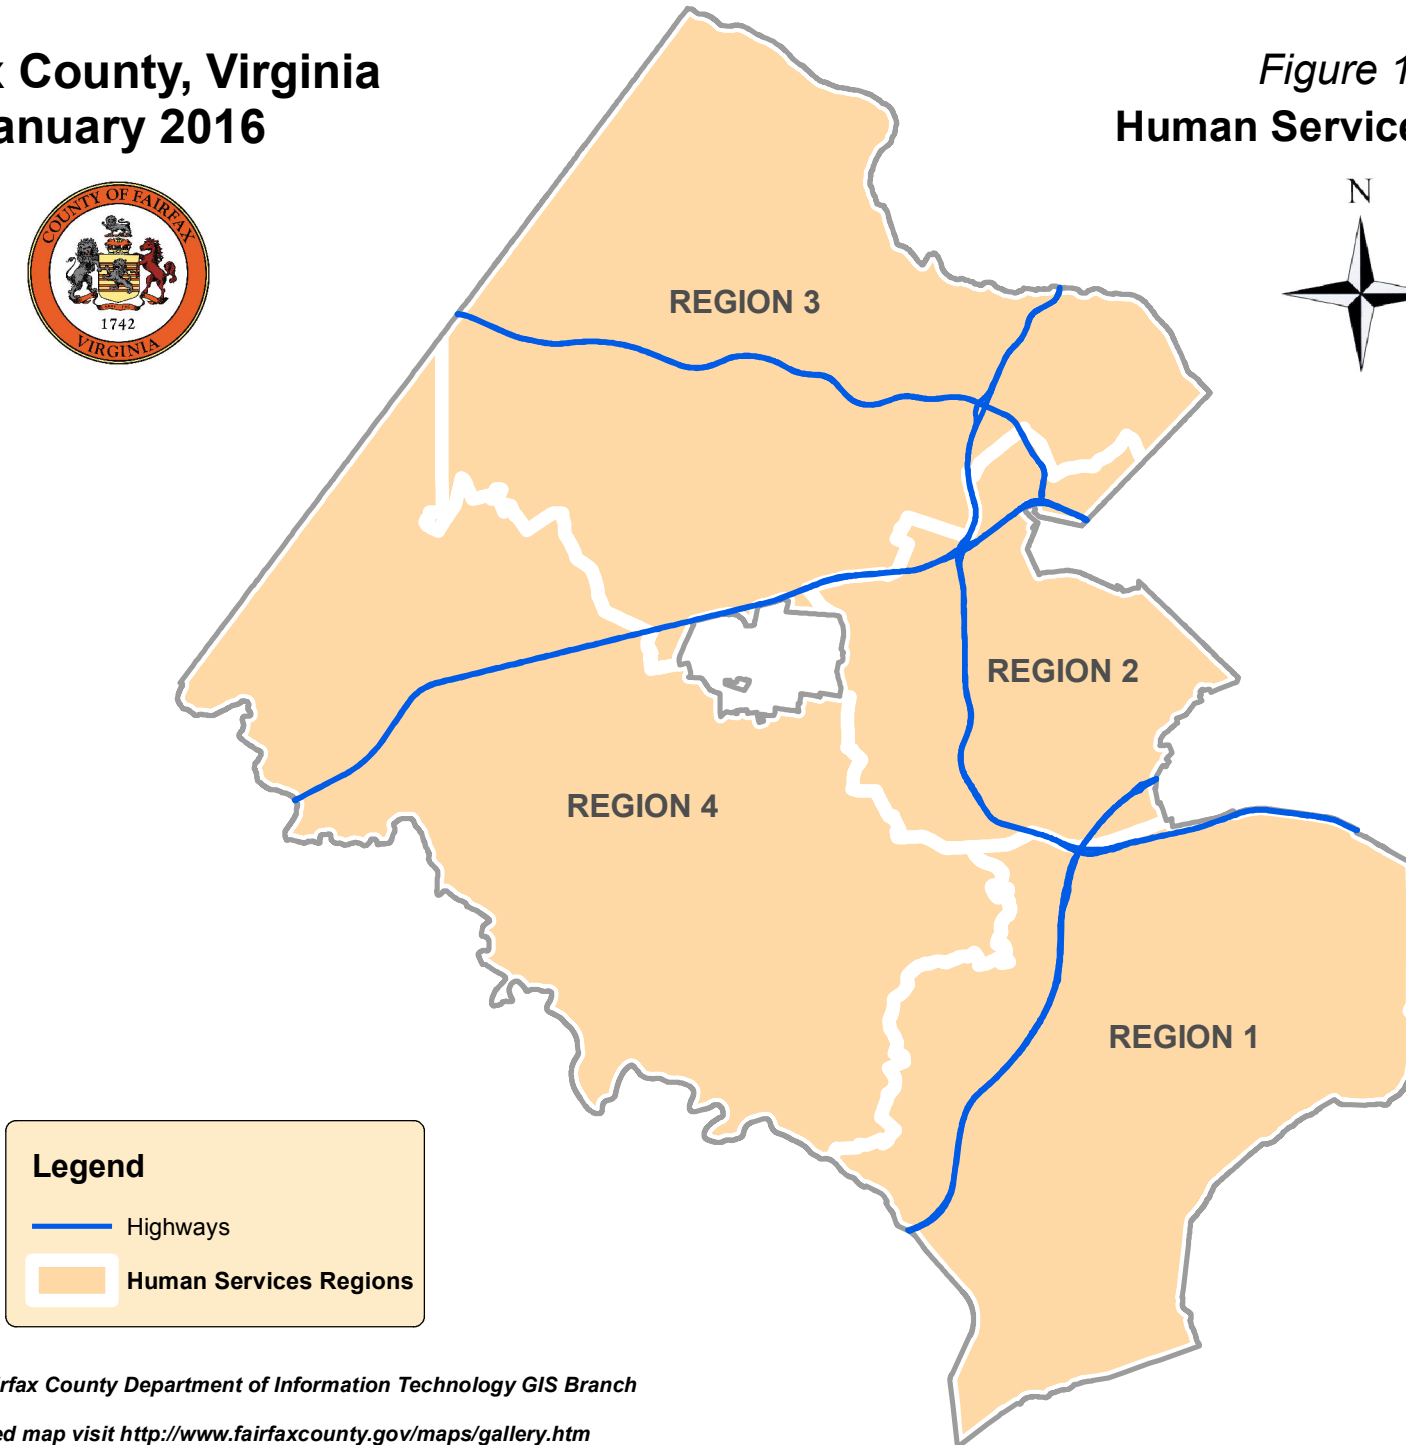 x County, Virginia
anuary 2016
Figure 1
Human Service
COUNTY OF FAIRFAX
1742
VIRGINIA
N
REGION 3
REGION 2
REGION 4
REGION 1
Legend
Highways
Human Services Regions
rfax County Department of Information Technology GIS Branch
ed map visit http://www.fairfaxcounty.gov/maps/gallery.htm